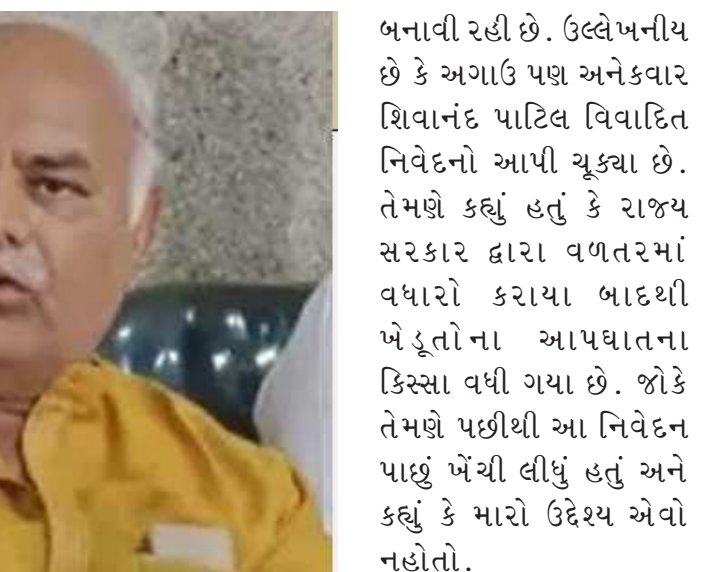 બનાવી રહી છે. ઉલ્લેખનીય
છે કે અગાઉ પણ અનેકવાર
શિવાનંદ પાટિલ વિવાદિત
નિવેદનો આપી ચૂક્યા છે.
તેમણે કહ્યું હતું કે રાજ્ય
સરકાર દ્વારા વળતરમાં
વધારો કરાયા બાદથી
ખેડૂતોના આપઘાતના
કિસ્સા વધી ગયા છે. જોકે
તેમણે પછીથી આ નિવેદન
પાછું ખેંચી લીધું હતું અને
કહ્યું કે મારો ઉદ્દેશ્ય એવો
નહોતો.